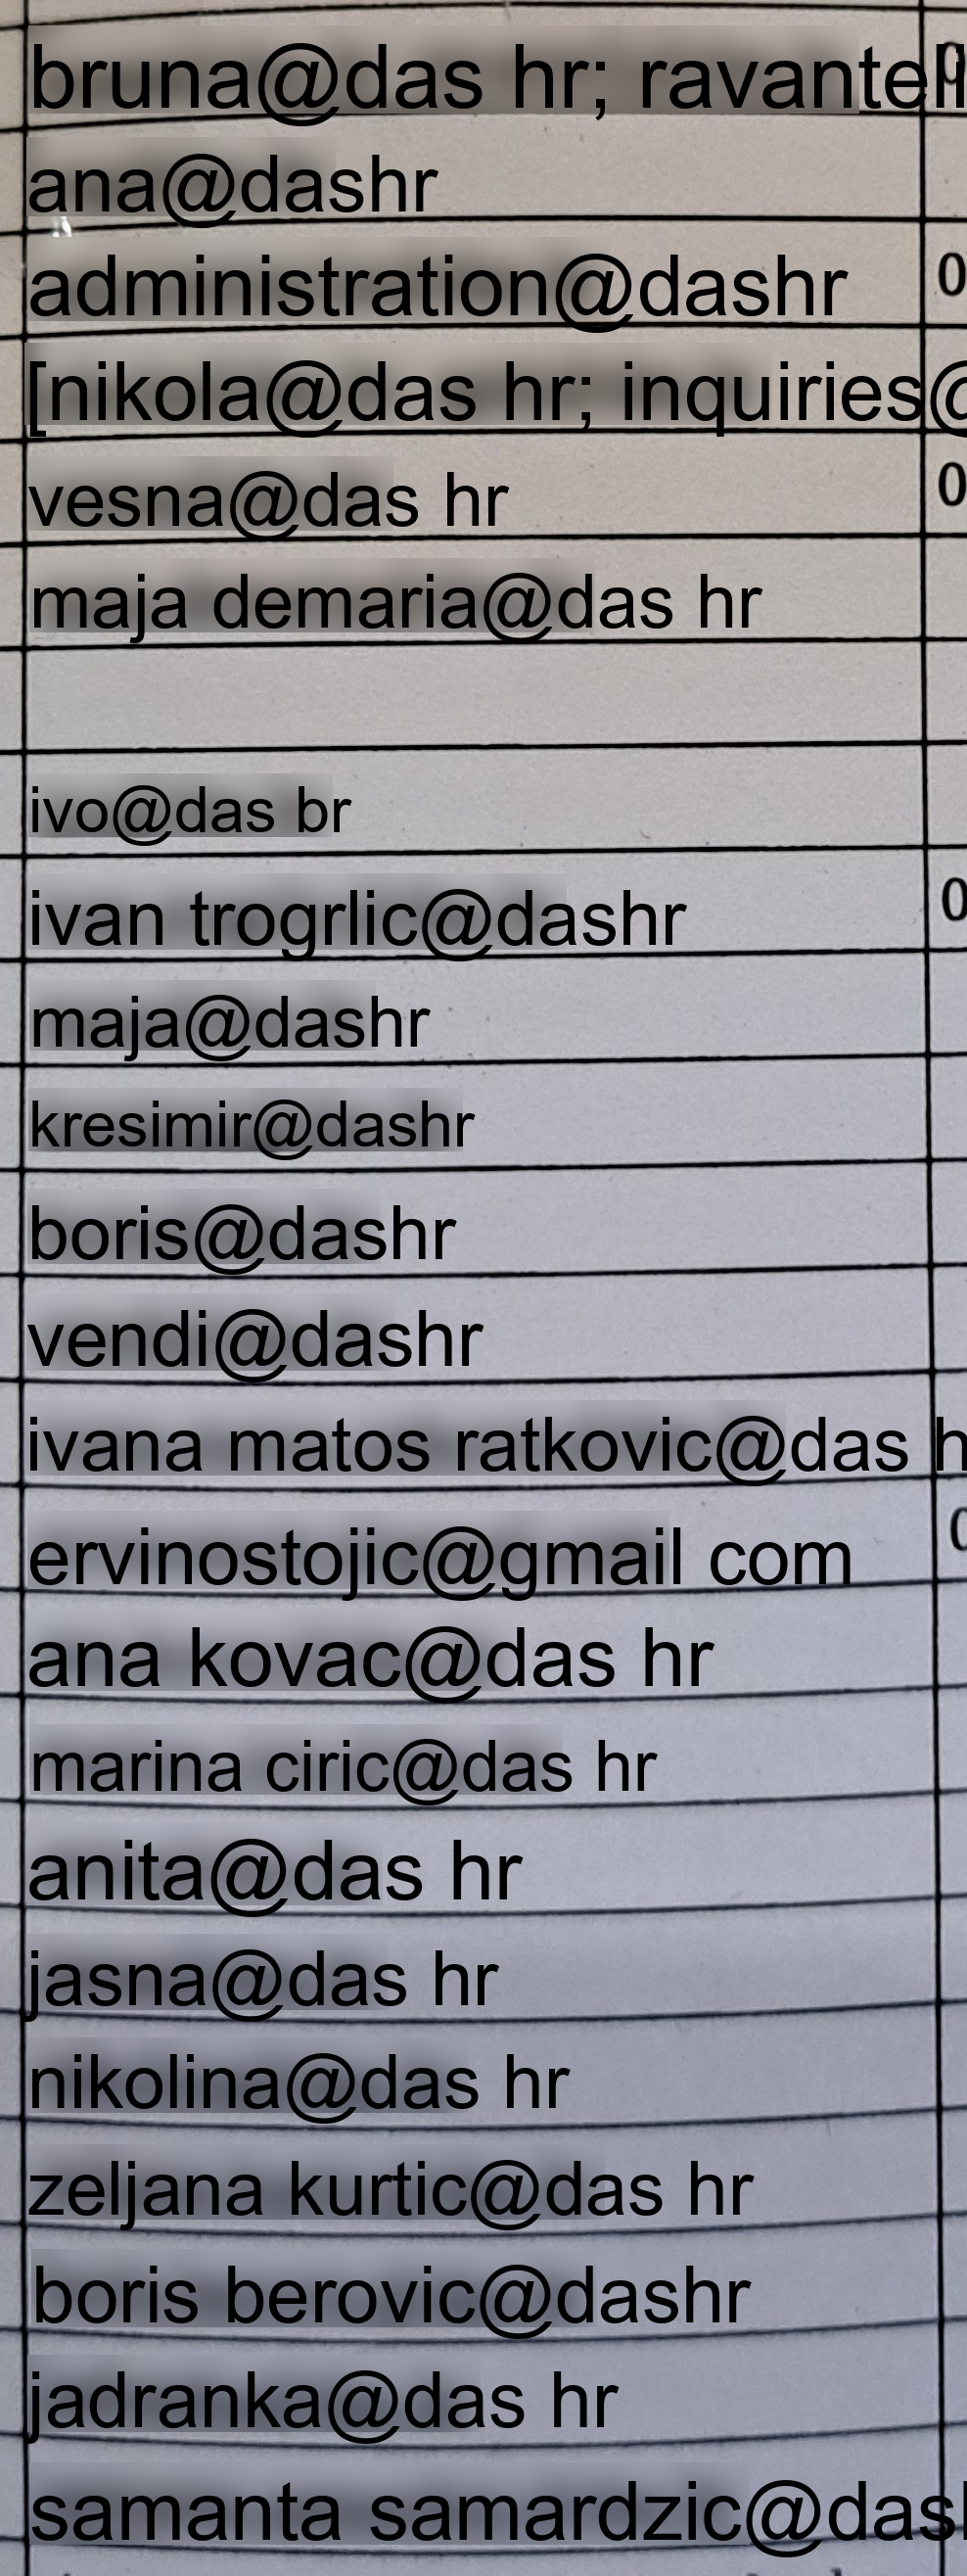 bruna@das hr; ravanteli
ana@dashr
administration@dashr
[nikola@das hr; inquiries@
vesna@das hr
maja demaria@das hr
ivo@das br
ivan trogrlic@dashr
maja@dashr
kresimir@dashr
boris@dashr
vendi@dashr
ivana matos ratkovic@das h
ervinostojic@gmail com
ana kovac@das hr
marina ciric@das hr
anita@das hr
jasna@das hr
nikolina@das hr
zeljana kurtic@das hr
boris berovic@dashr
jadranka@das hr
samanta samardzic@dash